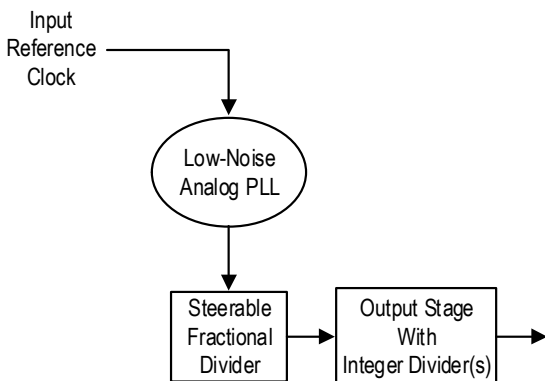 Input
Reference
Clock
Low-Noise
Analog PLL
Steerable
Fractional
Divider
Output Stage
With
Integer Divider(s)